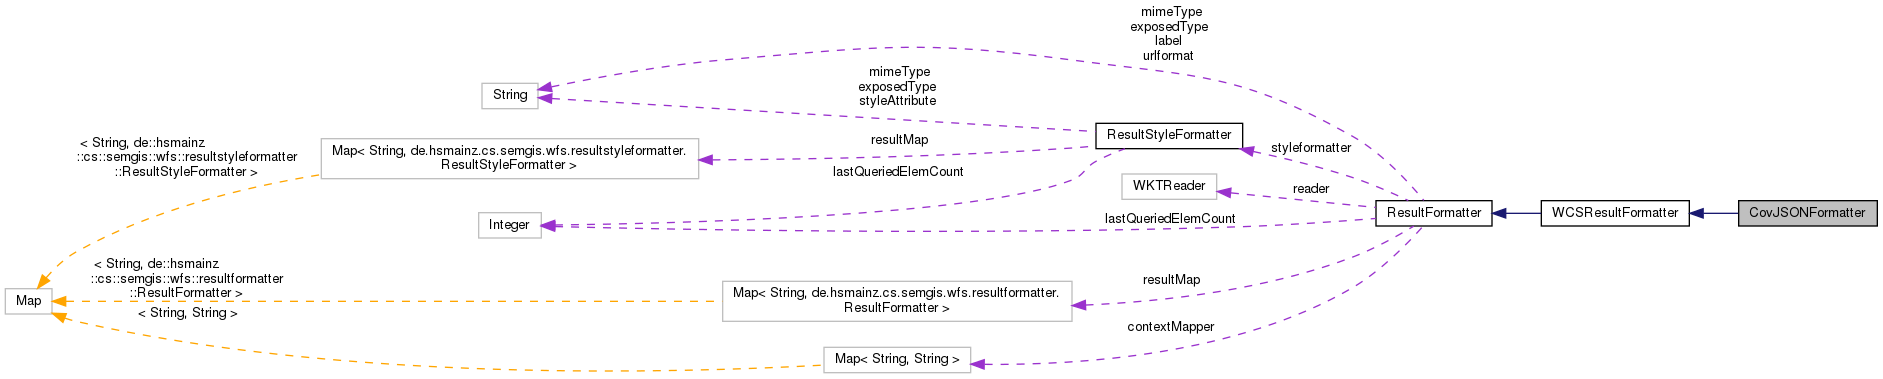 mimeType
exposedType
label
urlformat
mimeType
exposedType
styleAttribute
String
ResultStyleFormatter
< String, de::hsmainz
::cs::semgis::wfs::resultstyleformatter
::ResultStyleFormatter >
Map< String, de.hsmainz.cs.semgis.wfs.resultstyleformatter.
ResultStyleFormatter >
resultMap
styleformatter
lastQueriedElemCount
WKTReader
reader
Integer
lastQueriedElemCount
ResultFormatter
WCSResultFormatter
CovJSONFormatter
< String, de::hsmainz
::cs::semgis::wfs::resultformatter
::ResultFormatter >
Map
Map< String, de.hsmainz.cs.semgis.wfs.resultformatter.
ResultFormatter >
resultMap
< String, String >
contextMapper
Map< String, String >